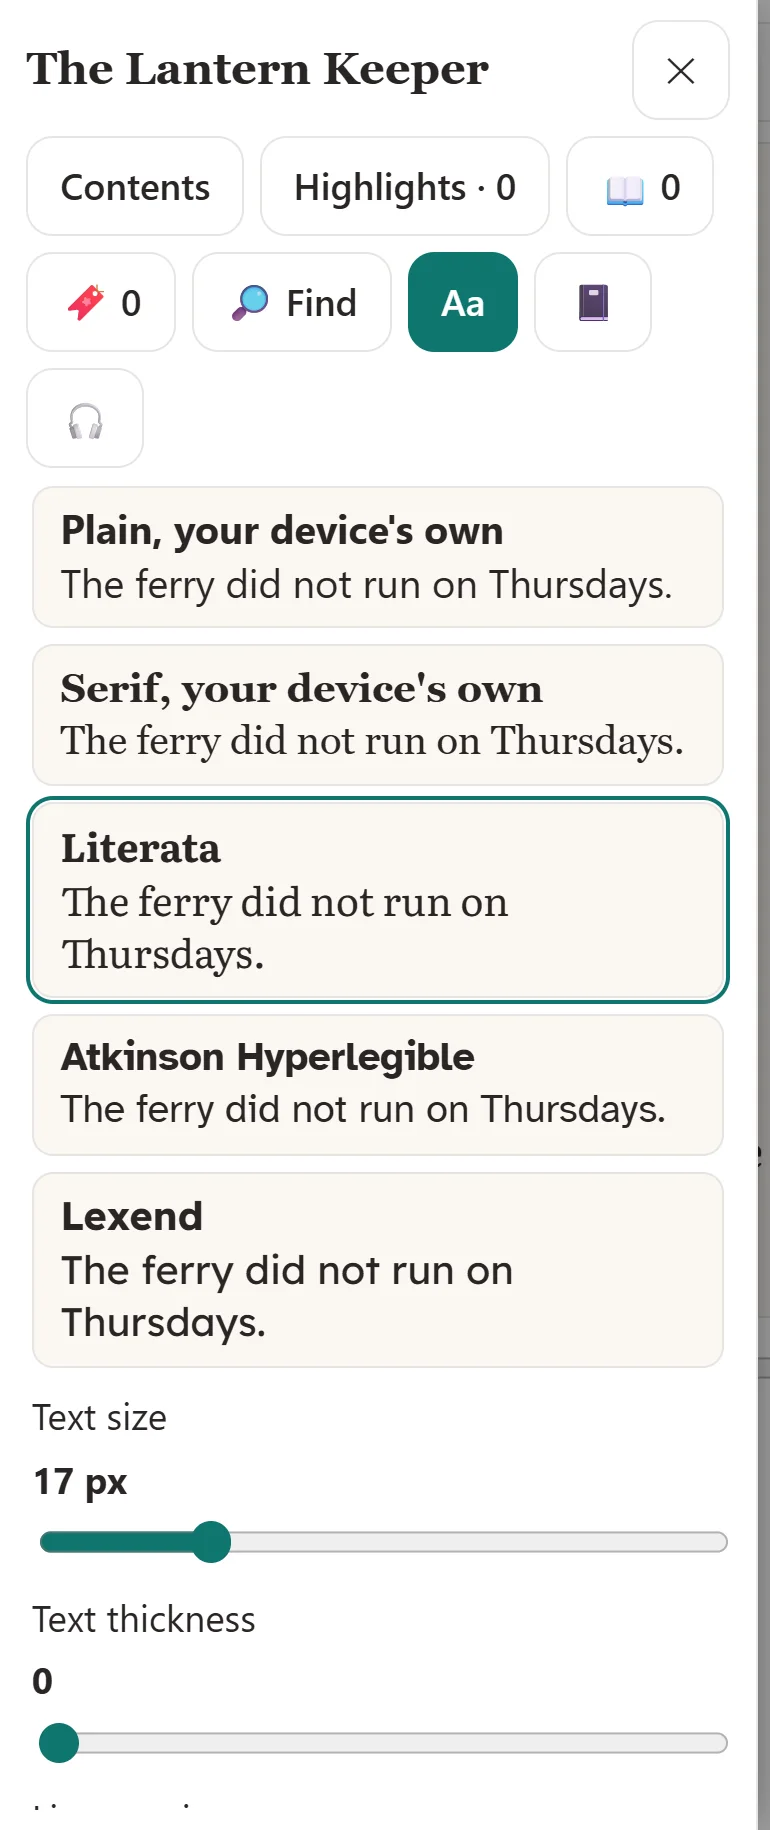 The Lantern Keeper
Contents
Highlights · 0
0
0
Find
Aa
Plain, your device's own
The ferry did not run on Thursdays.
Serif, your device's own
The ferry did not run on Thursdays.
Literata
The ferry did not run on
Thursdays.
Atkinson Hyperlegible
The ferry did not run on Thursdays.
Lexend
The ferry did not run on
Thursdays.
Text size
17 px
Text thickness
0